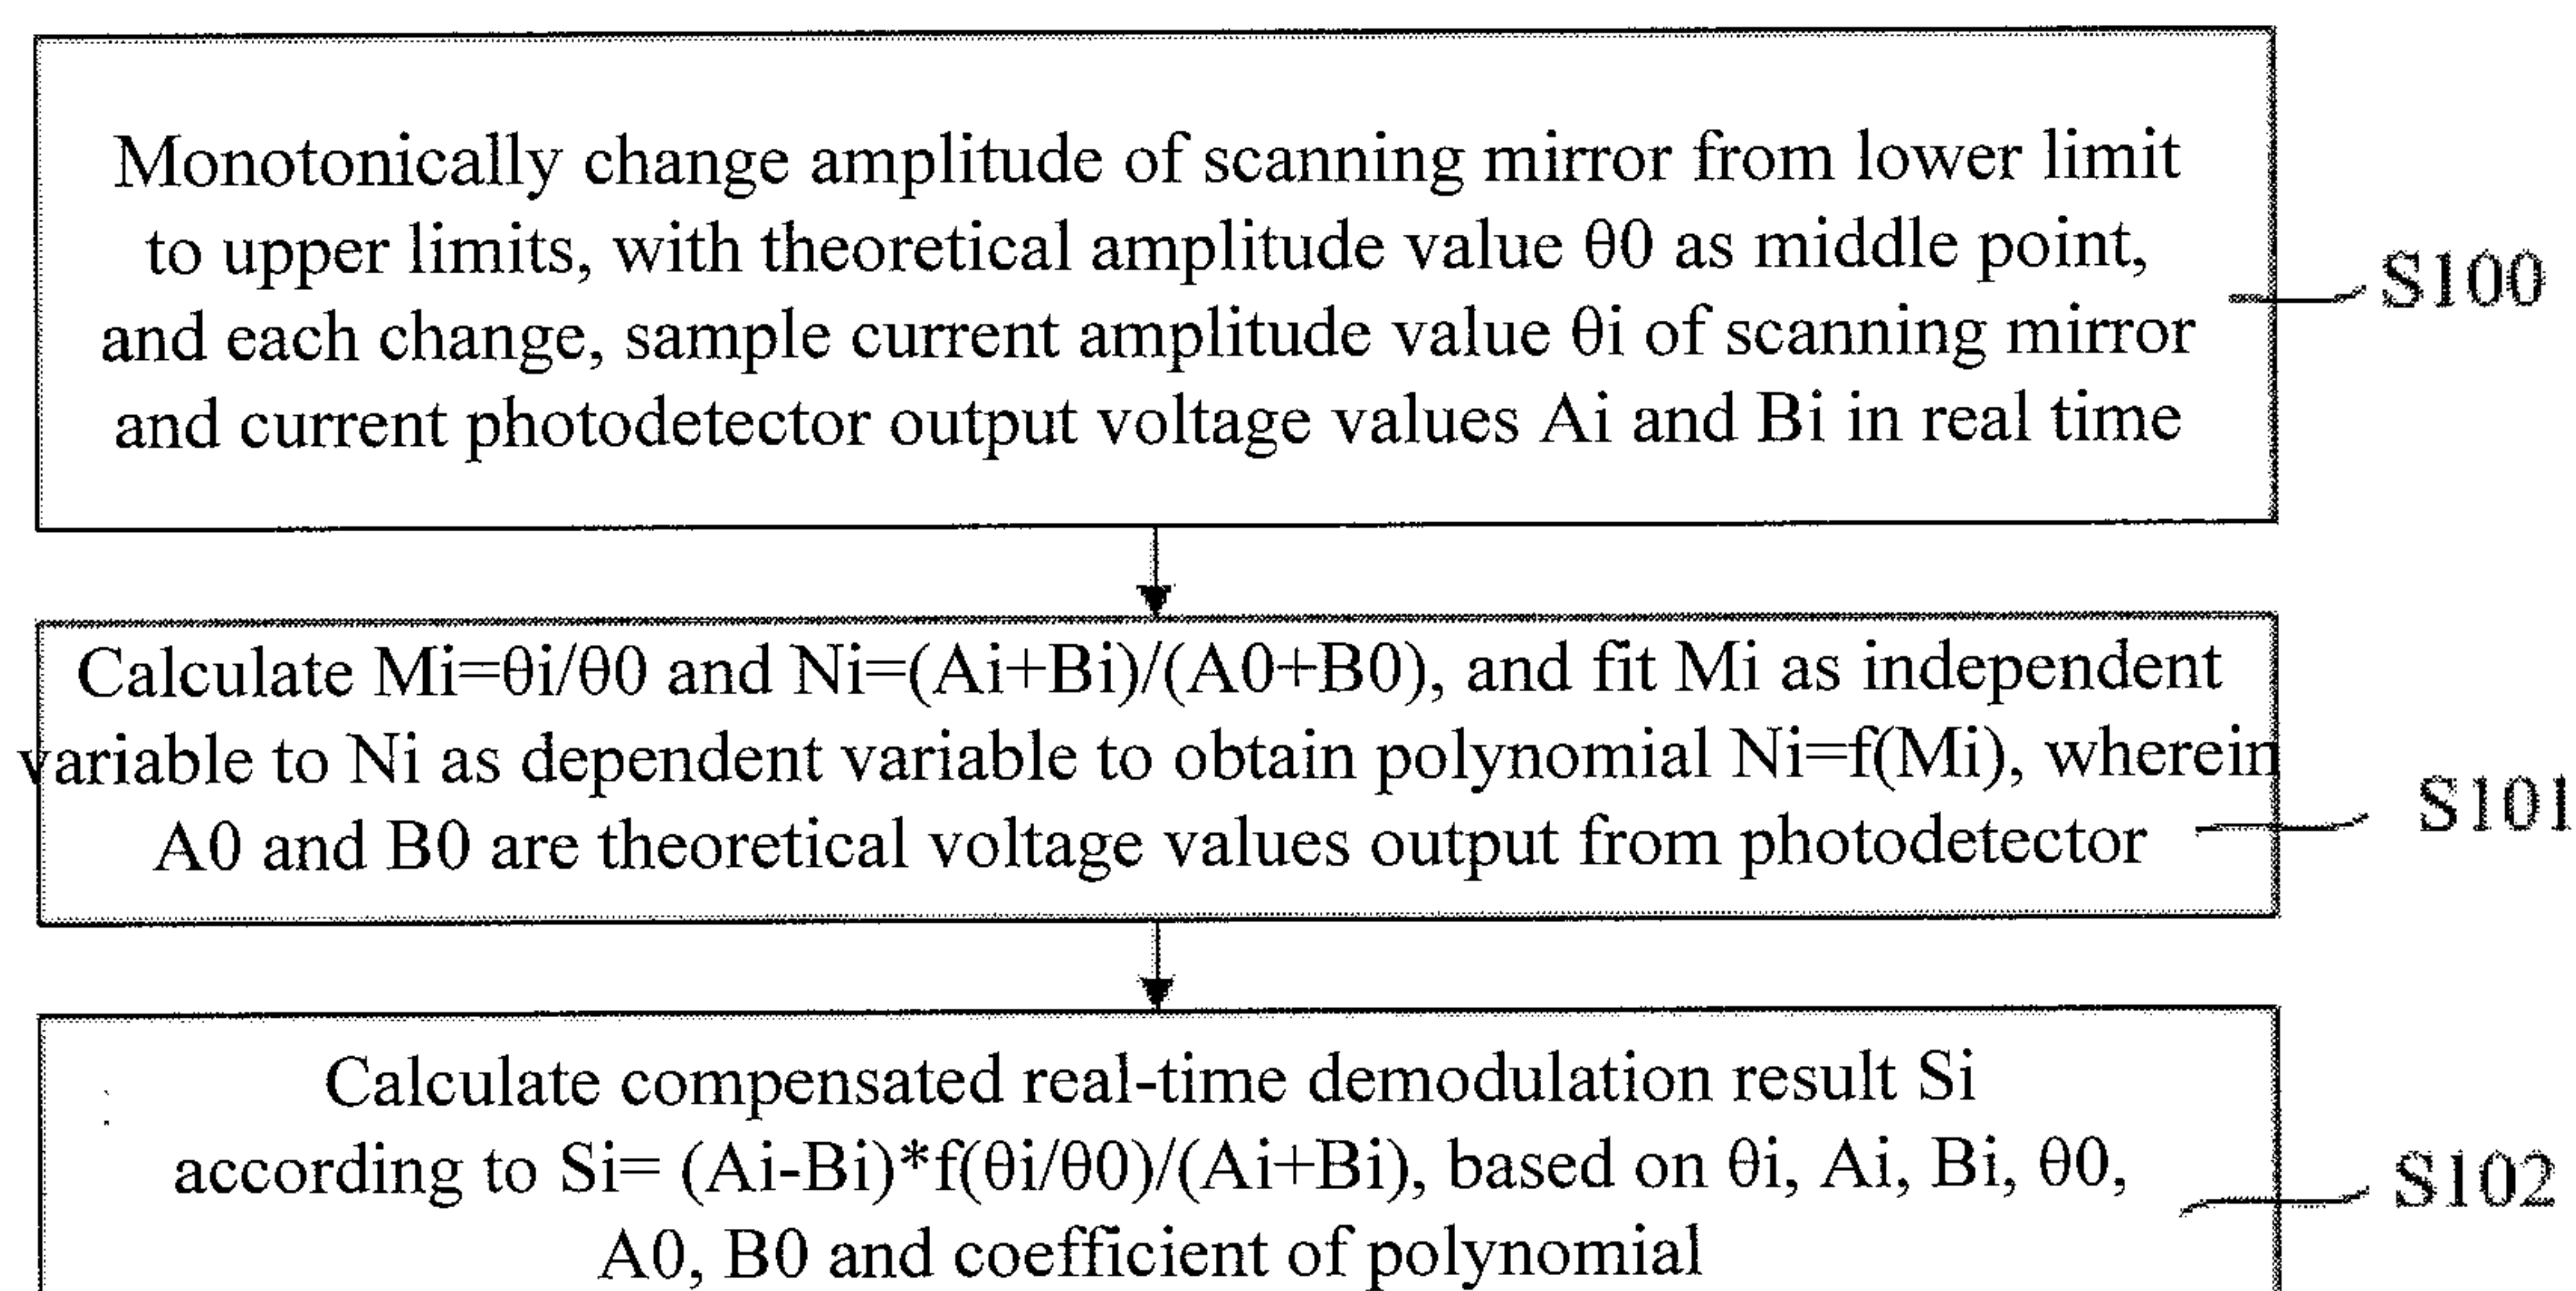 Monotonically change amplitude of scanning mirror from lower limit
to upper limits, with theoretical amplitude value θ0 as middle point,
and each change, sample current amplitude value θi of scanning mirror
and current photodetector output voltage values Ai and Bi in real time
S100
Calculate Mi=θi/θ0 and Ni=(Ai+Bi)/(A0+B0), and fit Mi as independent
variable to Ni as dependent variable to obtain polynomial Ni=f(Mi), wherein
A0 and B0 are theoretical voltage values output from photodetector
S101
Calculate compensated real-time demodulation result Si
according to Si= (Ai-Bi)*f(θi/θ0)/(Ai+Bi), based on θi, Ai, Bi, θ0,
A0, B0 and coefficient of polynomial
S102